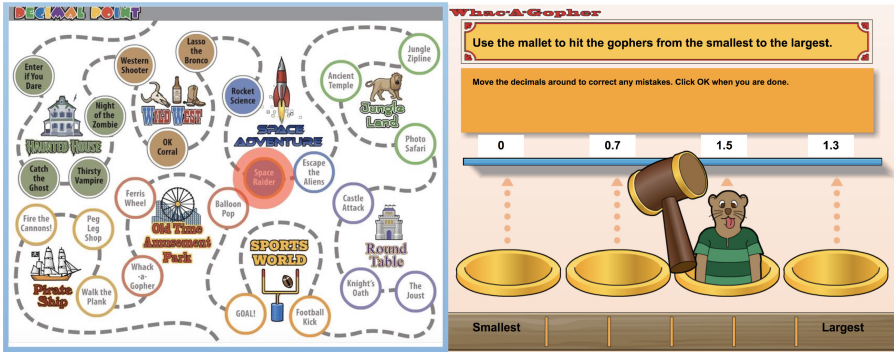 DECIMAL POINT
Enter
if You
Dare
Night
of the
Zombie
HAUNTED HOUSE
Catch
the
Ghost
Thirsty
Vampire
Western
Shooter
Lasso
the
Bronco
WILD WEST
OK
Corral
Rocket
Science
SPACE
ADVENTURE
Space
Raider
Escape
the
Aliens
Jungle
Zipline
Ancient
Temple
Jungle
Land
Photo
Safari
Fire the
Cannons!
Peg
Leg
Shop
Pirate
Ship
Walk the
Plank
Ferris
Wheel
Balloon
Pop
Old Time
Amusement
Park
Whack
-a-
Gopher
SPORTS
WORLD
GOAL!
Football
Kick
Castle
Attack
Round
Table
Knight's
Oath
The
Joust
Whac-A-Gopher
Use the mallet to hit the gophers from the smallest to the largest.
Move the decimals around to correct any mistakes. Click OK when you are done.
0 0.7 1.5 1.3
Smallest Largest